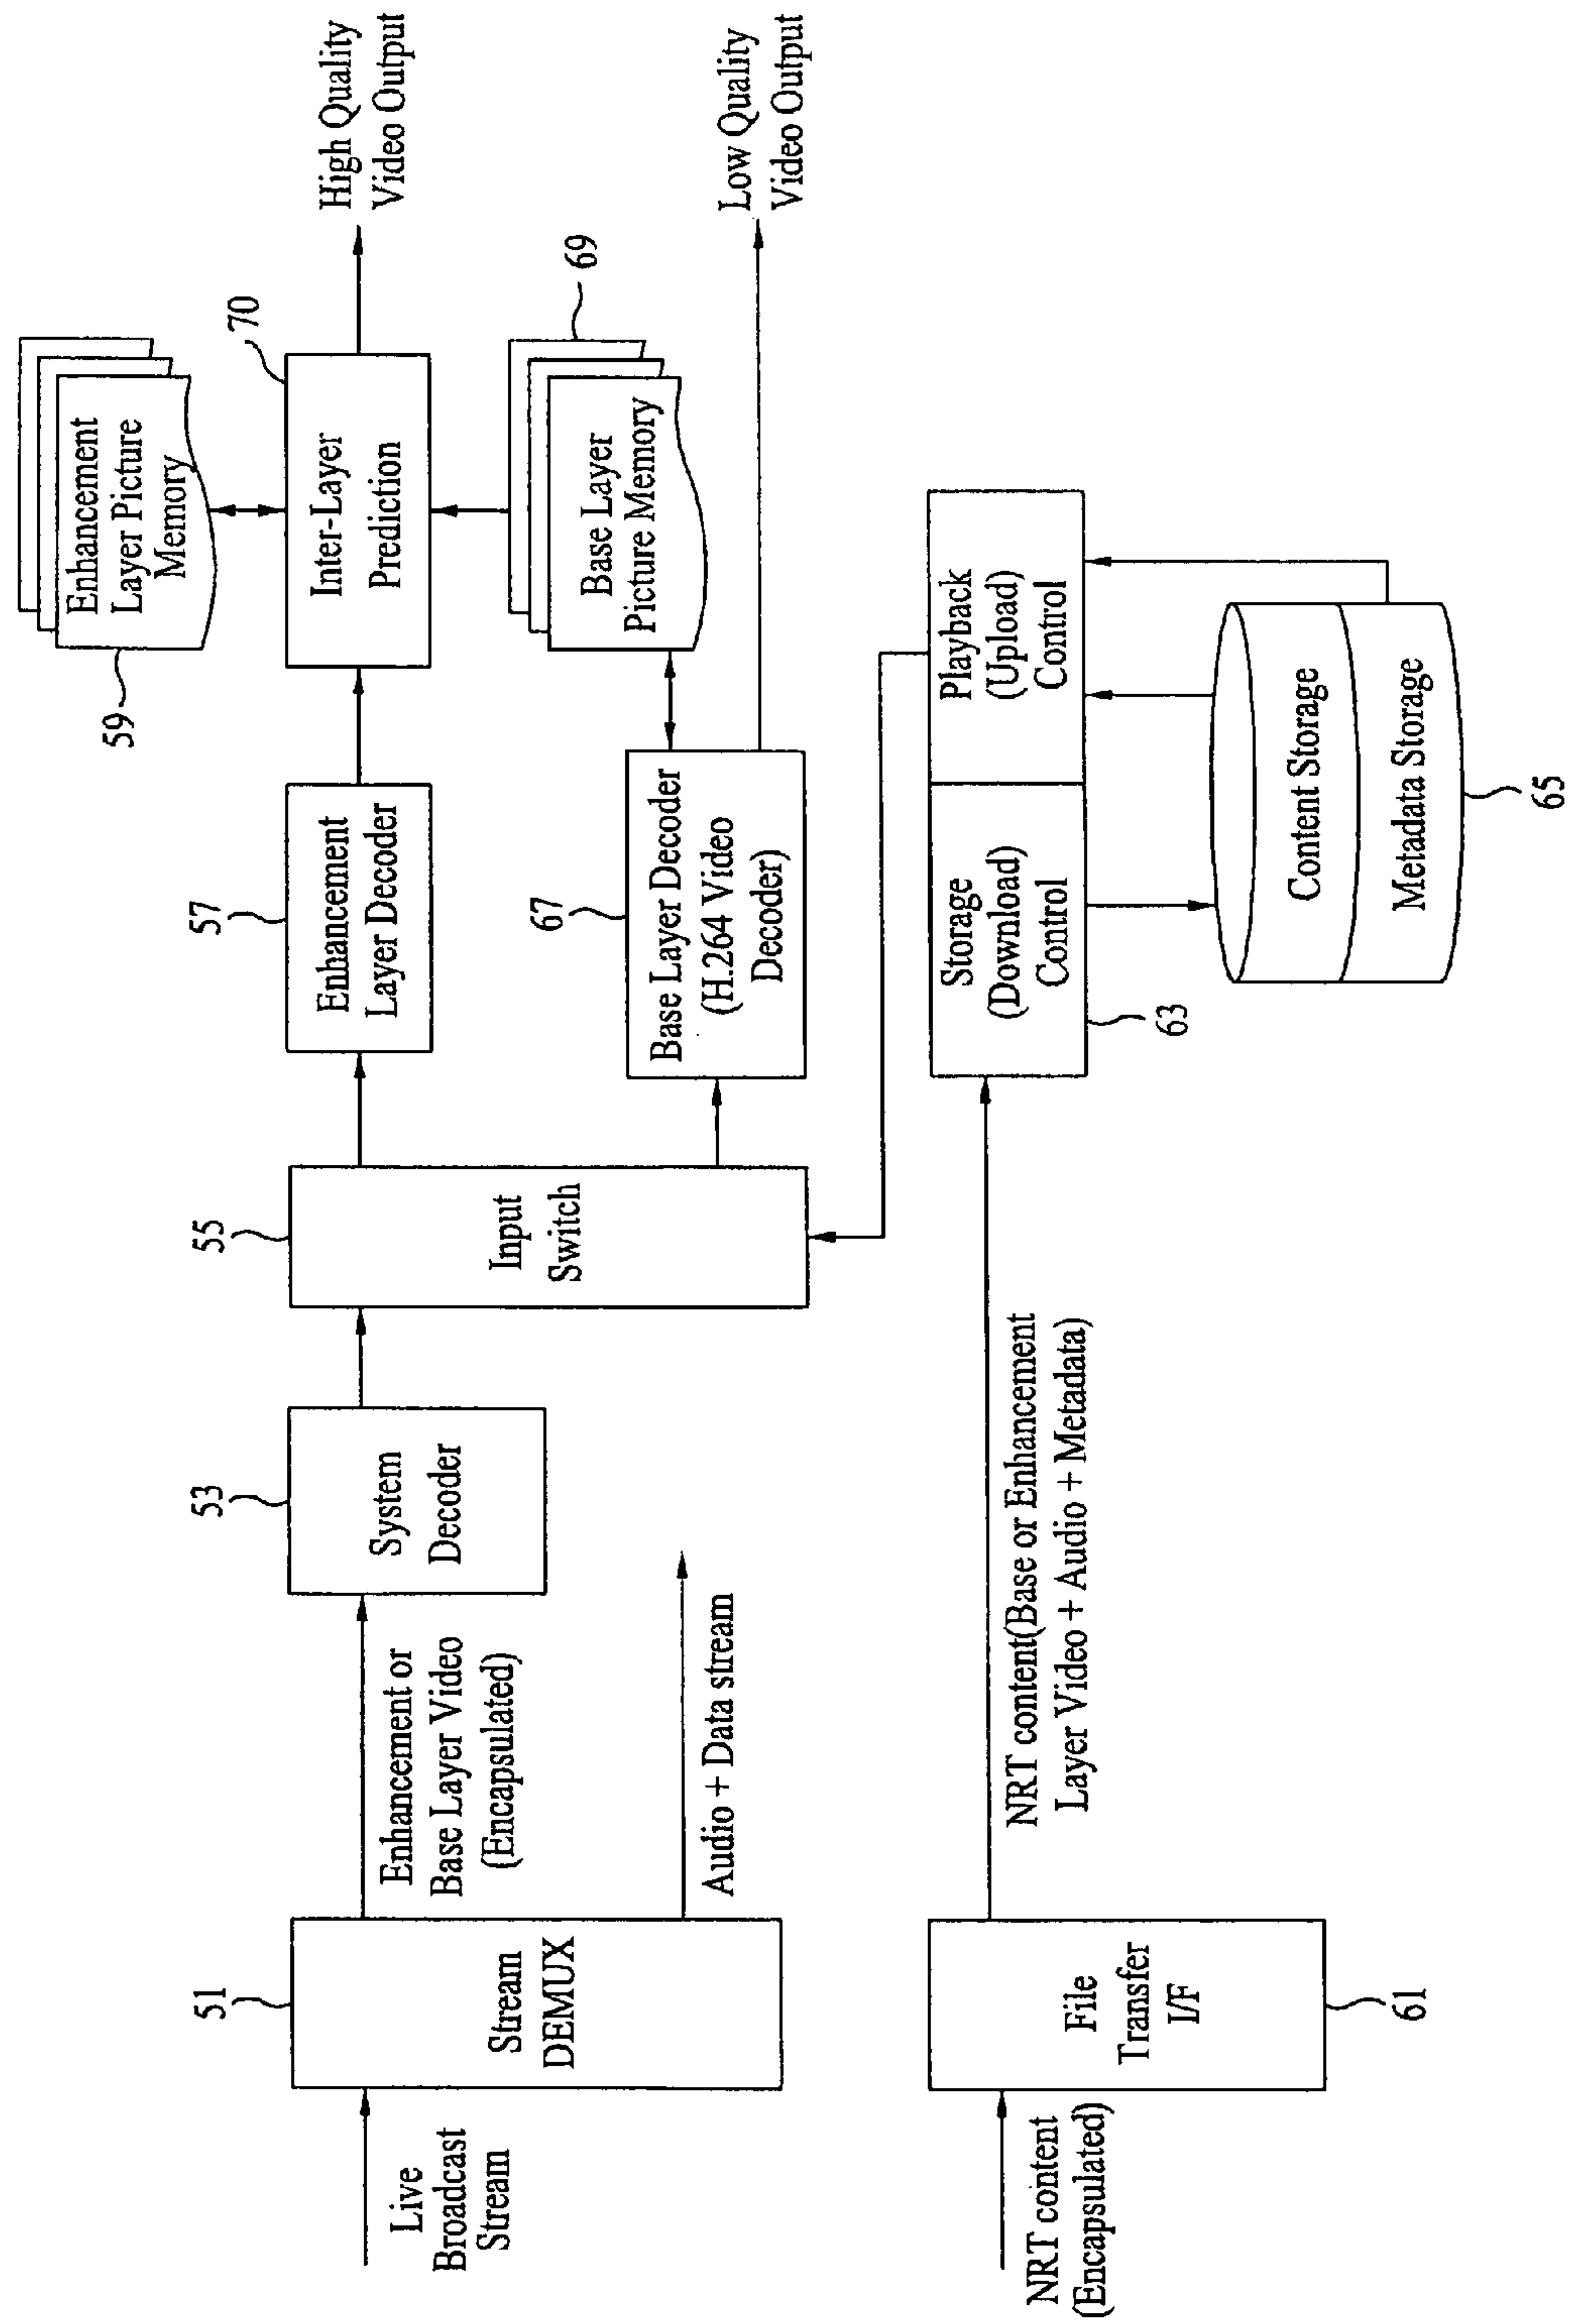 Live
Broadcast
Stream
51
Stream
DEMUX
Enhancement or
Base Layer Video
(Encapsulated)
Audio + Data stream
53
System
Decoder
55
Input
Switch
57
Enhancement
Layer Decoder
59
Enhancement
Layer Picture
Memory
70
Inter-Layer
Prediction
High Quality
Video Output
67
Base Layer Decoder
(H.264 Video
Decoder)
69
Base Layer
Picture Memory
Low Quality
Video Output
NRT content
(Encapsulated)
61
File
Transfer
I/F
NRT content(Base or Enhancement
Layer Video + Audio + Metadata)
63
Storage
(Download)
Control
Playback
(Upload)
Control
Content Storage
Metadata Storage
65